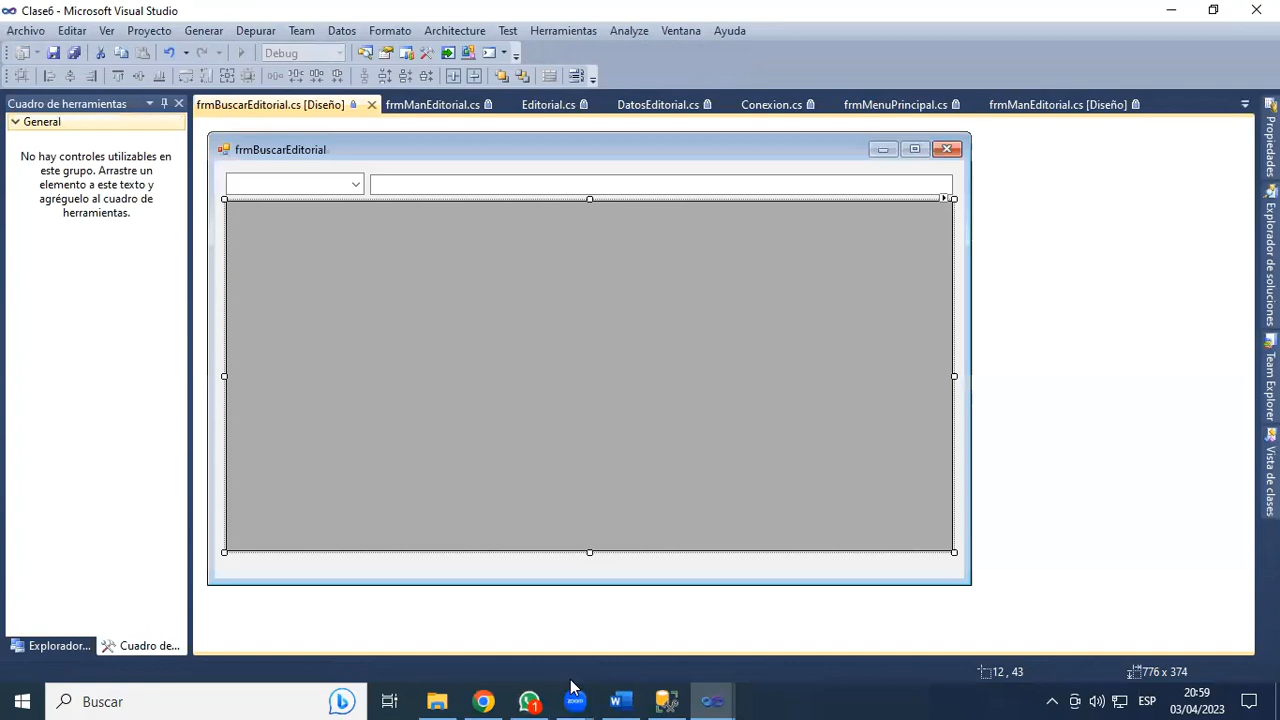 Clase6 - Microsoft Visual Studio
Archivo Editar Ver Proyecto Generar Depurar Team Datos Formato Architecture Test Herramientas Analyze Ventana Ayuda
Debug
Cuadro de herramientas
frmBuscarEditorial.cs [Diseño] frmManEditorial.cs Editorial.cs DatosEditorial.cs Conexion.cs frmMenuPrincipal.cs frmManEditorial.cs [Diseño]
General
No hay controles utilizables en
este grupo. Arrastre un
elemento a este texto y
agréguelo al cuadro de
herramientas.
frmBuscarEditorial
Propiedades
Explorador de soluciones
Team Explorer
Vista de clases
Explorador... Cuadro de...
12 , 43
776 x 374
Buscar
1
zoom
W
ESP
20:59
03/04/2023